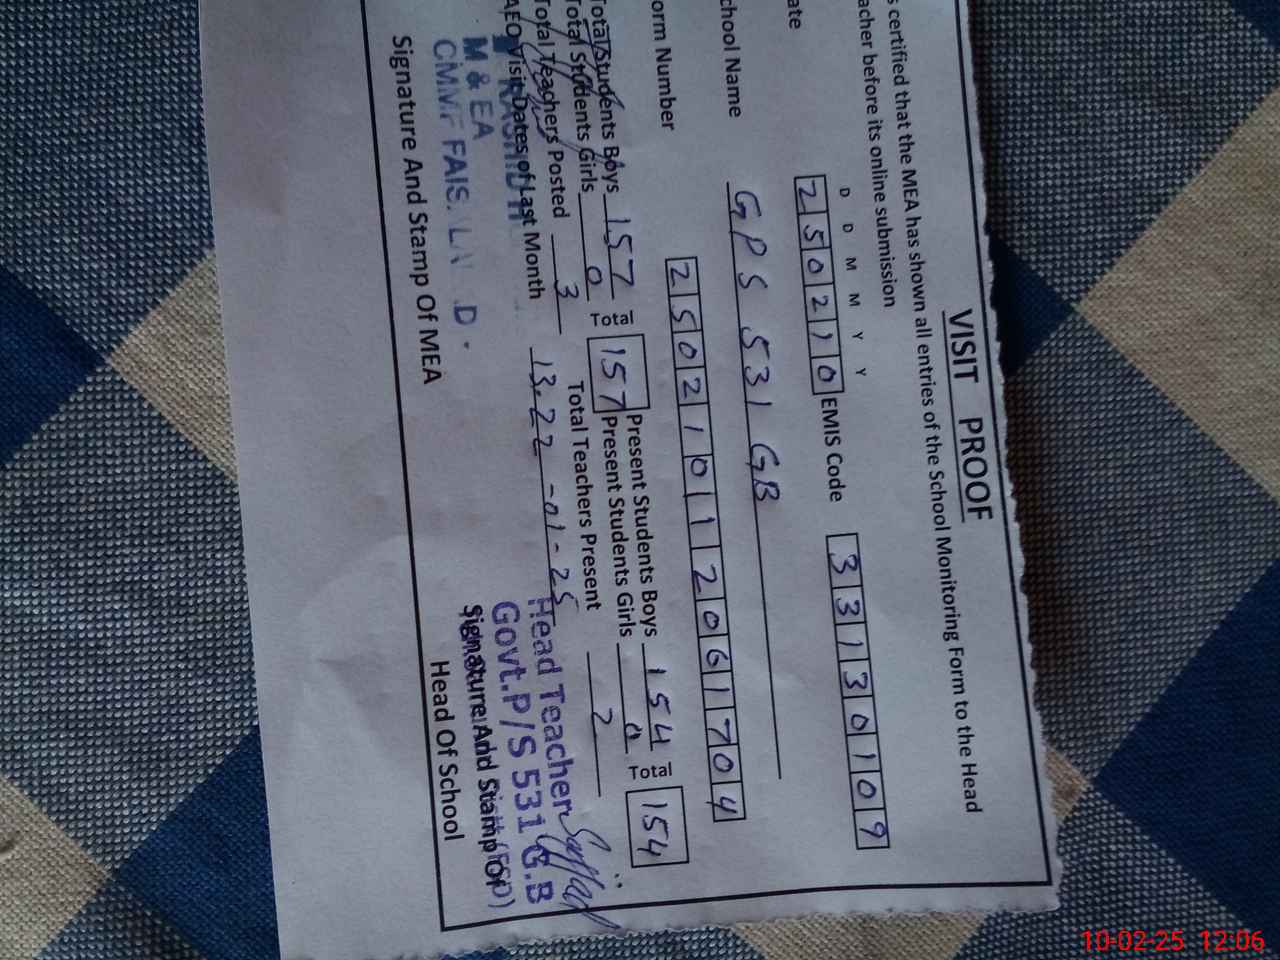 VISIT PROOF
s certified that the MEA has shown all entries of the School Monitoring Form to the Head
acher before its online submission
D D M M Y Y
ate 2 5 0 2 1 0 EMIS Code 3 3 1 3 0 1 0 9
chool Name GPS 531 GB
orm Number 2 5 0 2 1 0 1 1 2 0 6 1 7 0 4
Total Students Boys 157 Total 157 Present Students Boys 154 Total 154
Total Students Girls 0 Present Students Girls 0
Total Teachers Posted 3 Total Teachers Present 2
AEO Visit Dates of Last Month 13,22-01-25
Head Teacher
Govt.P/S 531 G.B
M & EA
CMMF FAIS
Signature And Stamp Of MEA
Signature And Stamp Of
Head Of School
10-02-25 12:06